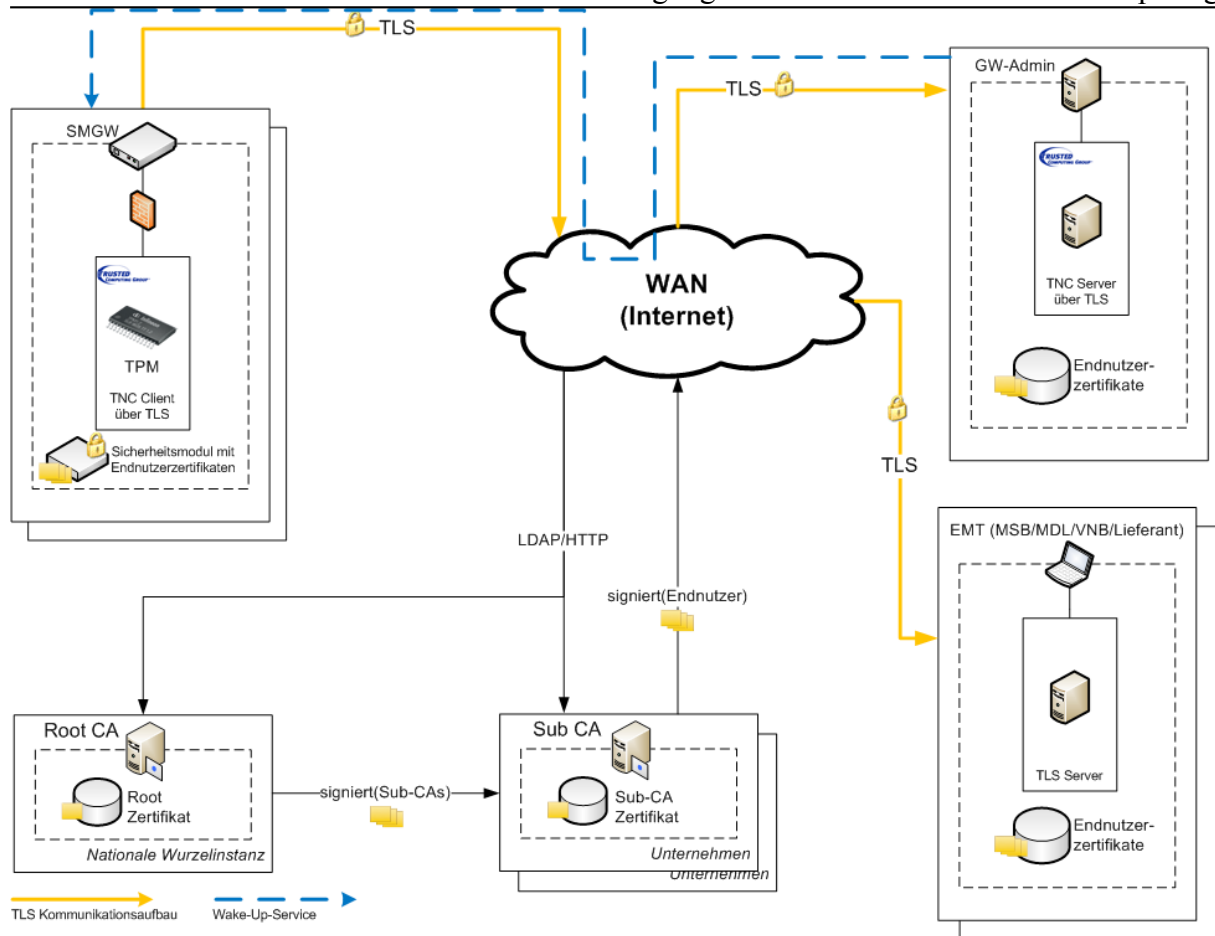 TLS
SMGW
TRUSTED
COMPUTING GROUP™
TPM
TNC Client
über TLS
Sicherheitsmodul mit
Endnutzerzertifikaten
WAN
(Internet)
TLS
GW-Admin
TRUSTED
COMPUTING GROUP™
TNC Server
über TLS
Endnutzer-
zertifikate
TLS
EMT (MSB/MDL/VNB/Lieferant)
TLS Server
Endnutzer-
zertifikate
LDAP/HTTP
signiert(Endnutzer)
Root CA
Root
Zertifikat
Nationale Wurzelinstanz
signiert(Sub-CAs)
Sub CA
Sub-CA
Zertifikat
Unternehmen
Unternehmen
TLS Kommunikationsaufbau
Wake-Up-Service